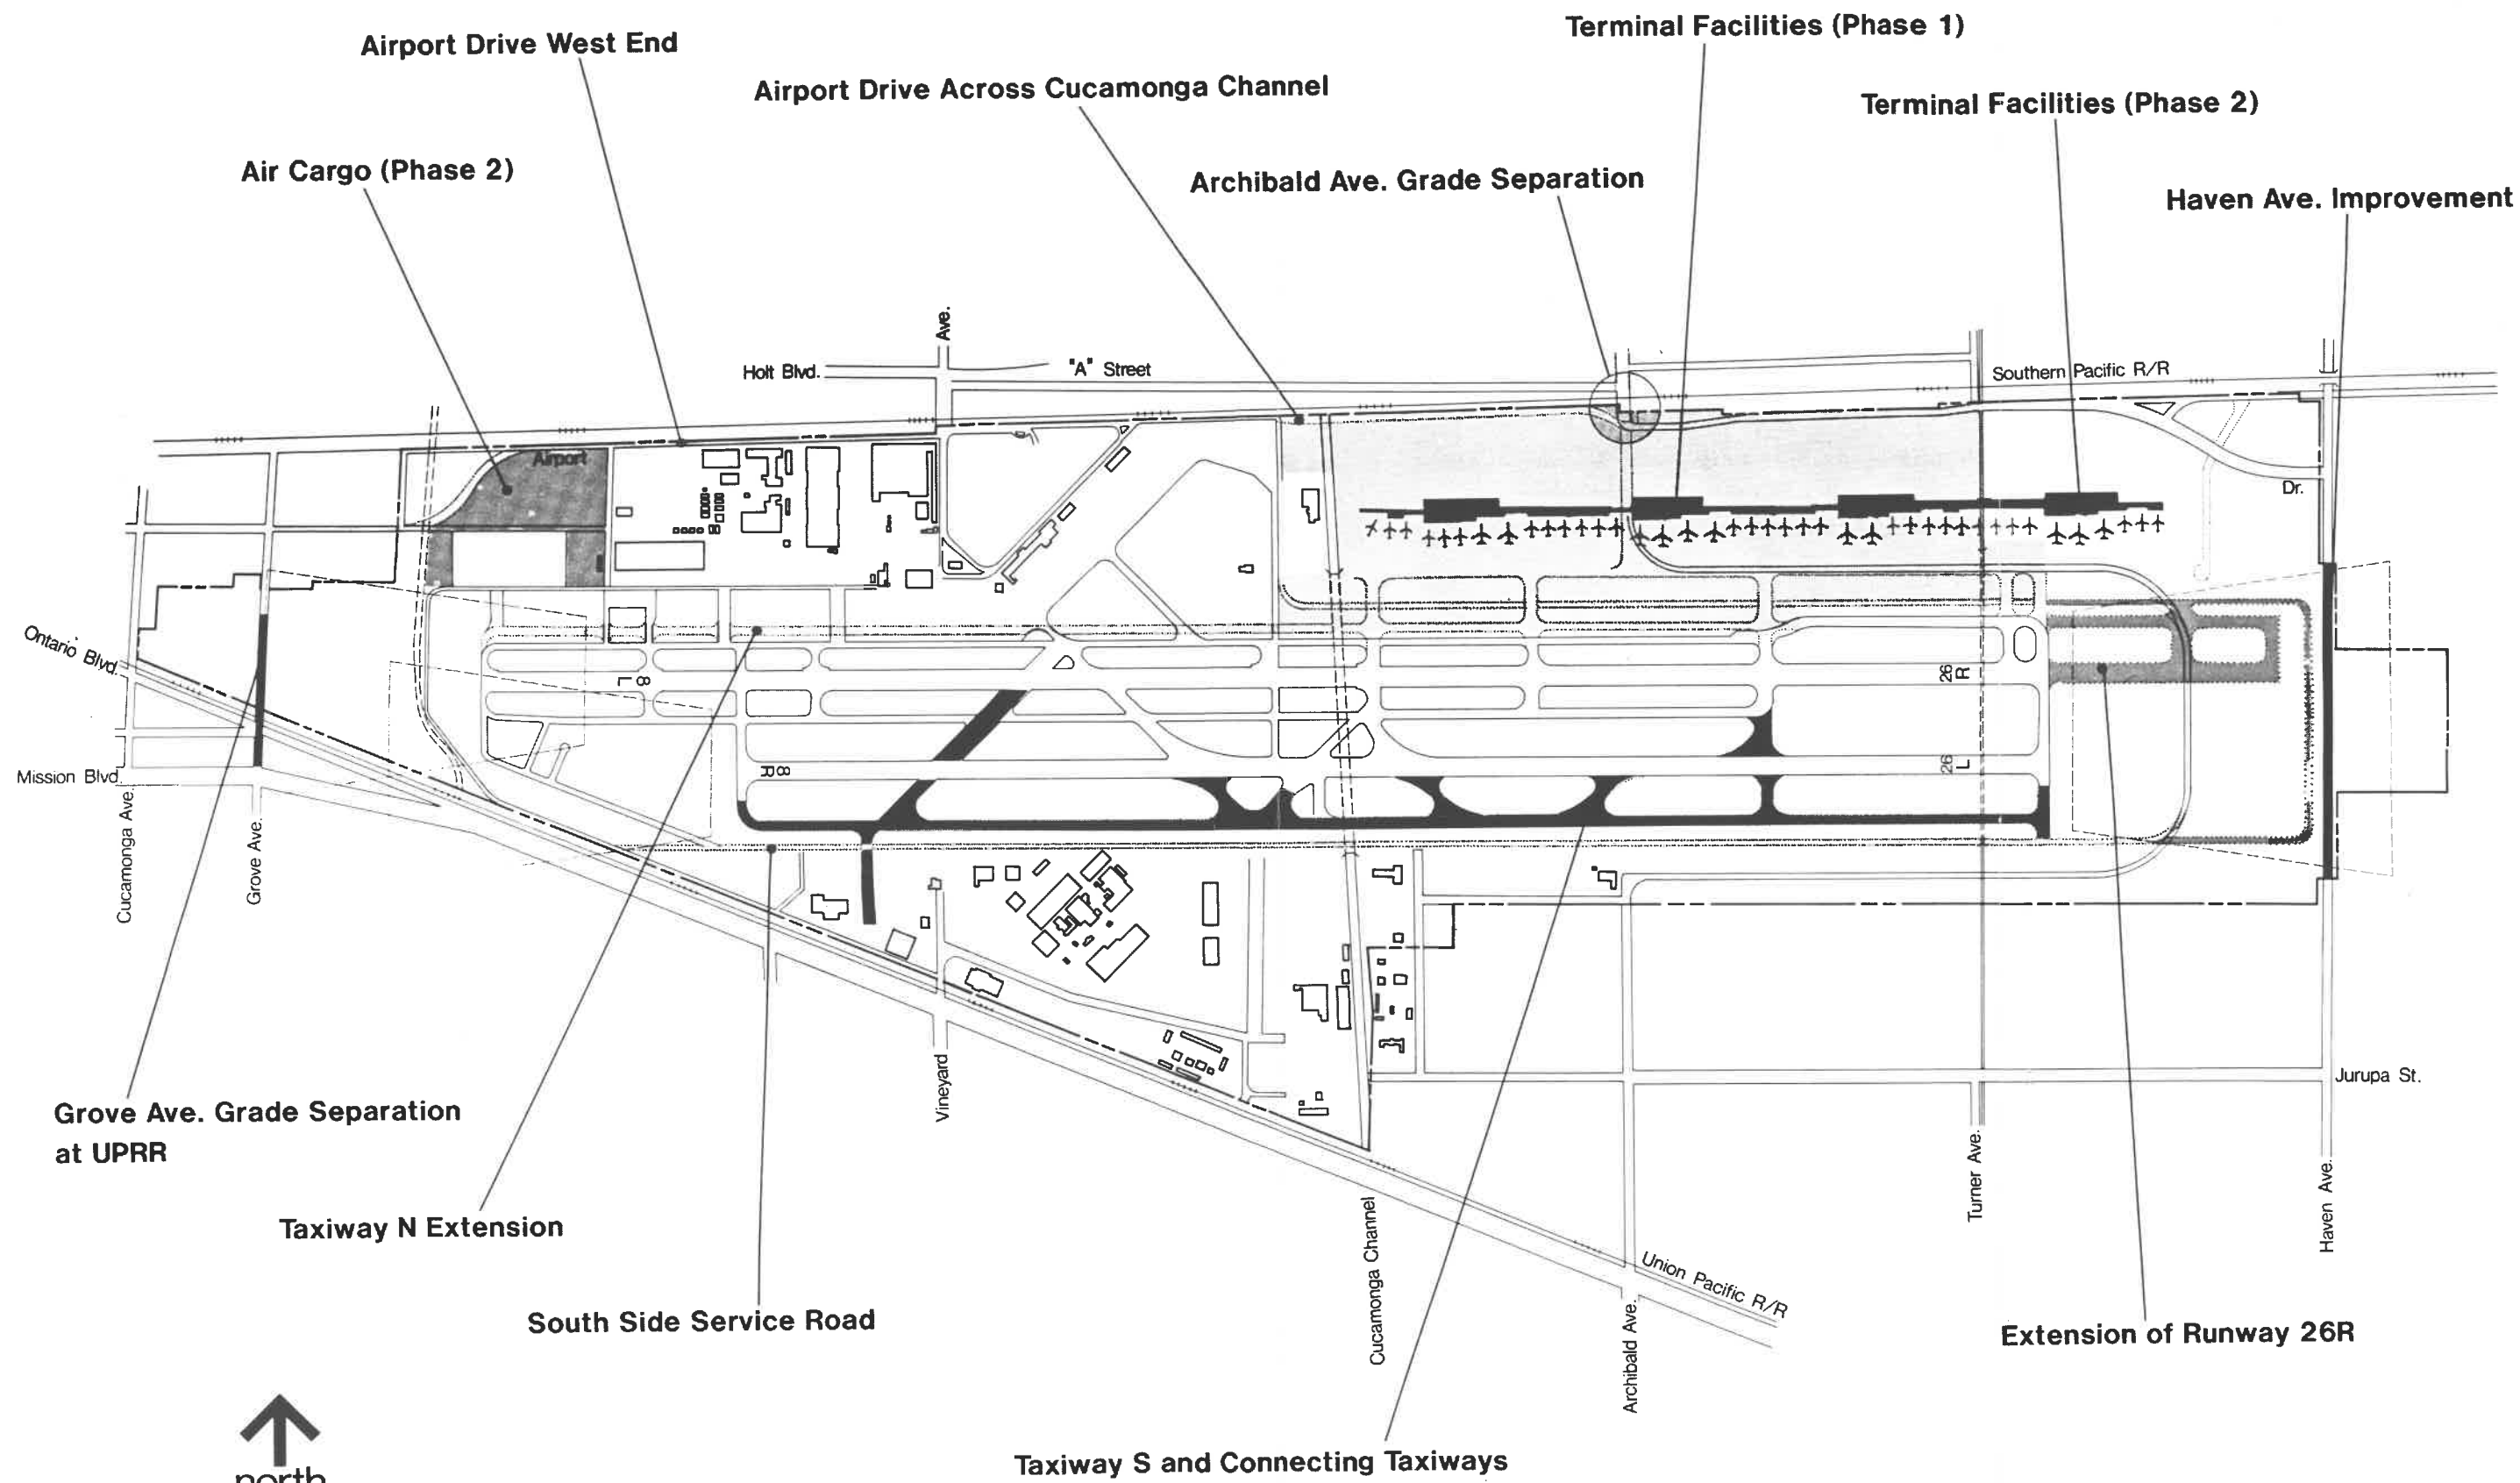 Terminal Facilities (Phase 1)
Airport Drive West End
Airport Drive Across Cucamonga Channel
Terminal Facilities (Phase 2)
Air Cargo (Phase 2)
Archibald Ave. Grade Separation
Haven Ave. Improvement
Ave.
Holt Blvd.
"A" Street
Southern Pacific R/R
Airport
Dr.
Ontario Blvd.
8
L
26
R
8
R
26
L
Mission Blvd.
Cucamonga Ave.
Grove Ave.
Vineyard
Jurupa St.
Grove Ave. Grade Separation
at UPRR
Turner Ave.
Haven Ave.
Cucamonga Channel
Taxiway N Extension
Union Pacific R/R
Archibald Ave.
South Side Service Road
Extension of Runway 26R
Taxiway S and Connecting Taxiways
north